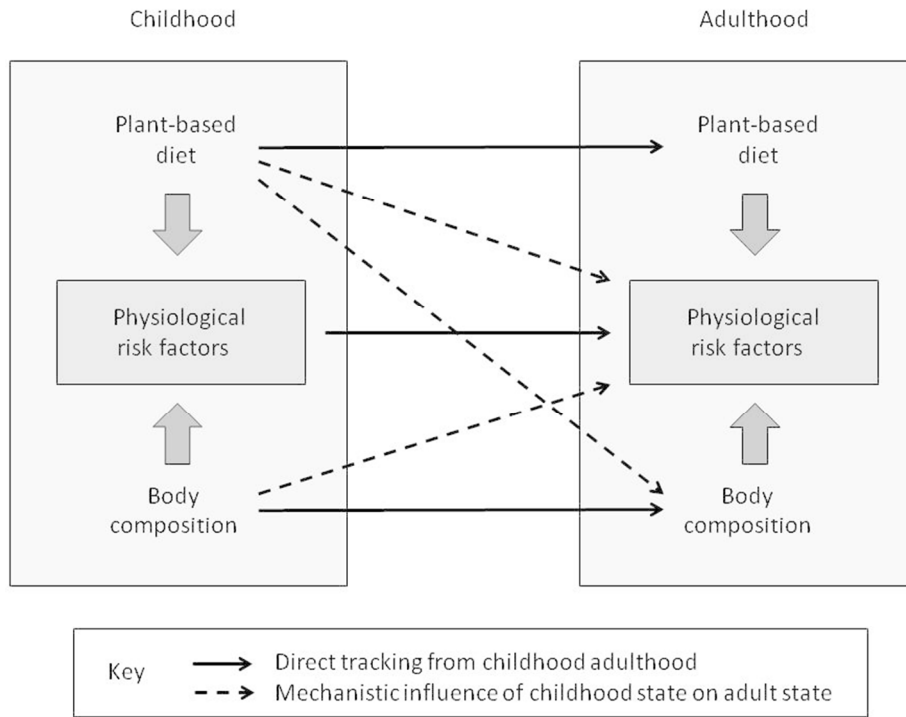 Childhood
Adulthood
Plant-based
diet
Plant-based
diet
Physiological
risk factors
Physiological
risk factors
Body
composition
Body
composition
Key
Direct tracking from childhood adulthood
Mechanistic influence of childhood state on adult state